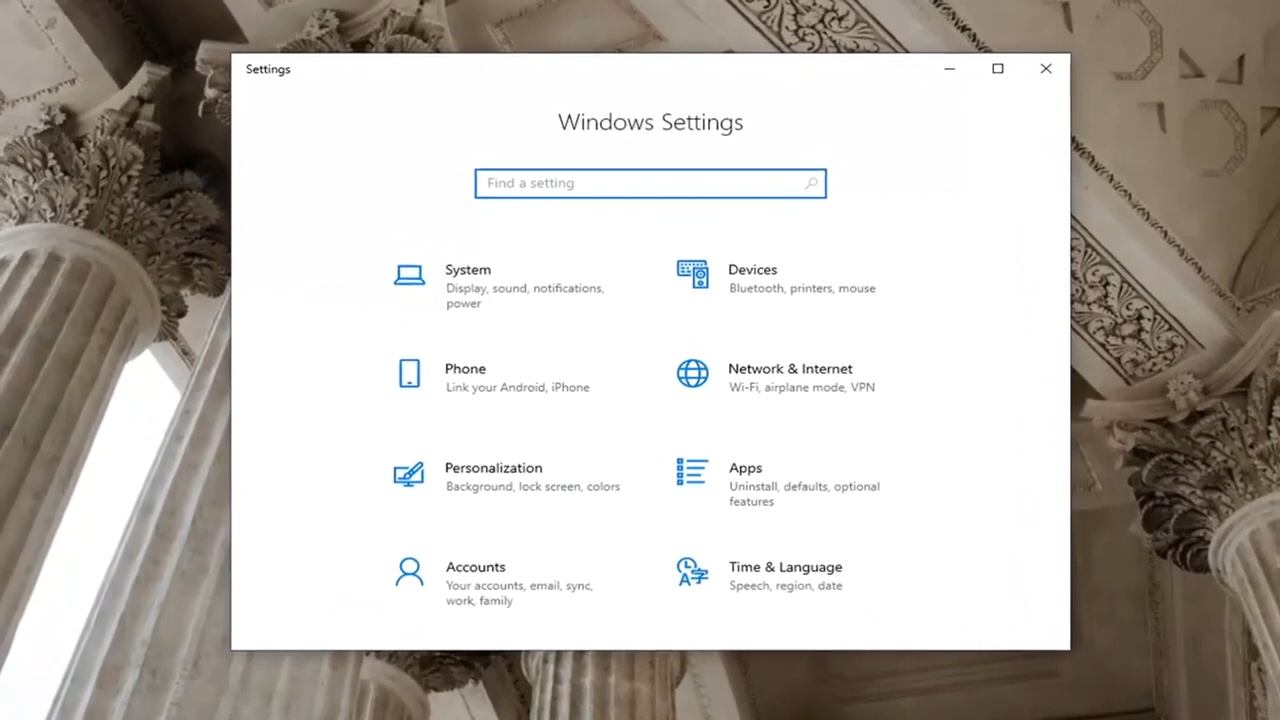 Settings
Windows Settings
Find a setting
System
Display, sound, notifications,
power
Devices
Bluetooth, printers, mouse
Phone
Link your Android, iPhone
Network & Internet
Wi-Fi, airplane mode, VPN
Personalization
Background, lock screen, colors
Apps
Uninstall, defaults, optional
features
Accounts
Your accounts, email, sync,
work, family
Time & Language
Speech, region, date